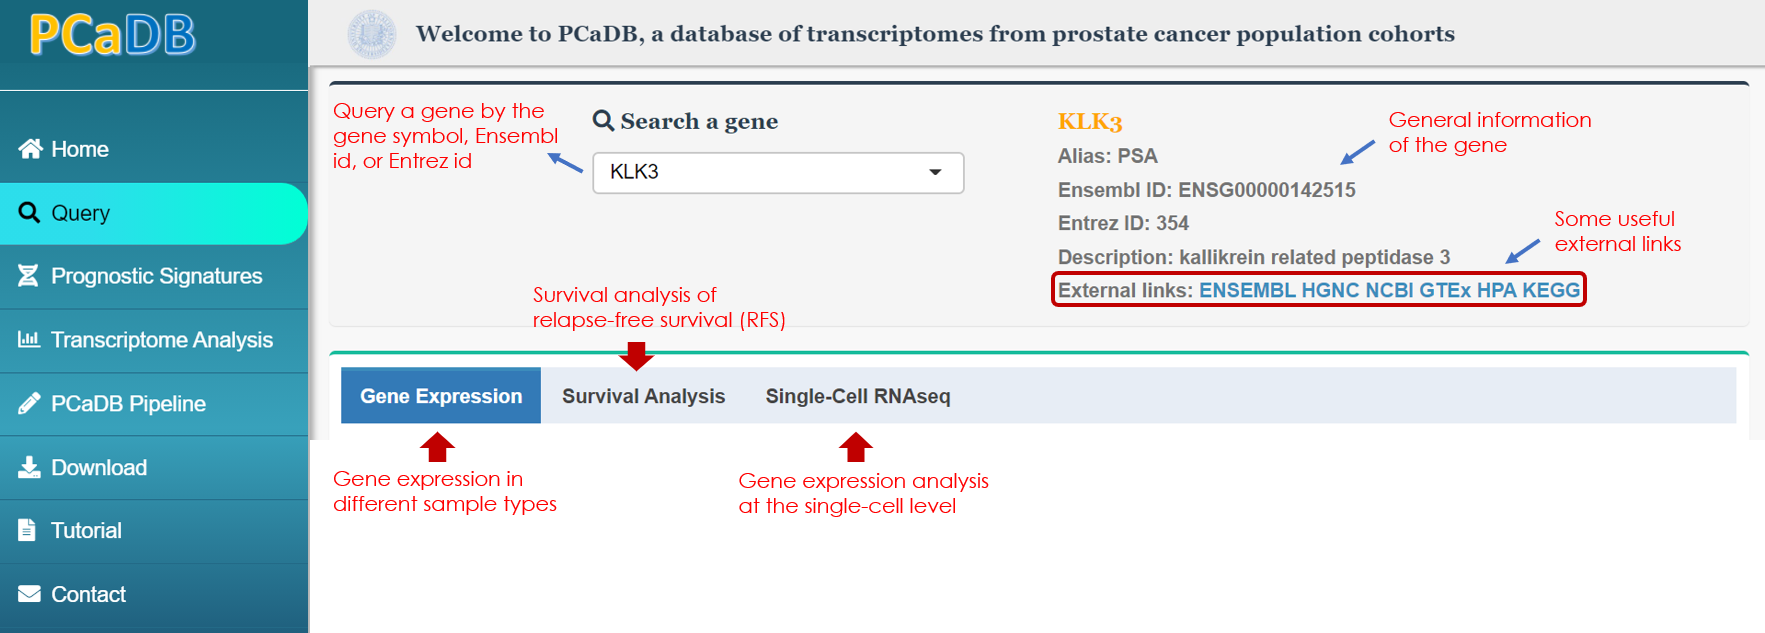 PCaDB
Welcome to PCaDB, a database of transcriptomes from prostate cancer population cohorts
Home
Query
Prognostic Signatures
Transcriptome Analysis
PCaDB Pipeline
Download
Tutorial
Contact
Query a gene by the
gene symbol, Ensembl
id, or Entrez id
Search a gene
KLK3
KLK3
Alias: PSA
Ensembl ID: ENSG00000142515
Entrez ID: 354
Description: kallikrein related peptidase 3
External links: ENSEMBL HGNC NCBI GTEx HPA KEGG
General information
of the gene
Some useful
external links
Survival analysis of
relapse-free survival (RFS)
Gene Expression
Survival Analysis
Single-Cell RNAseq
Gene expression in
different sample types
Gene expression analysis
at the single-cell level